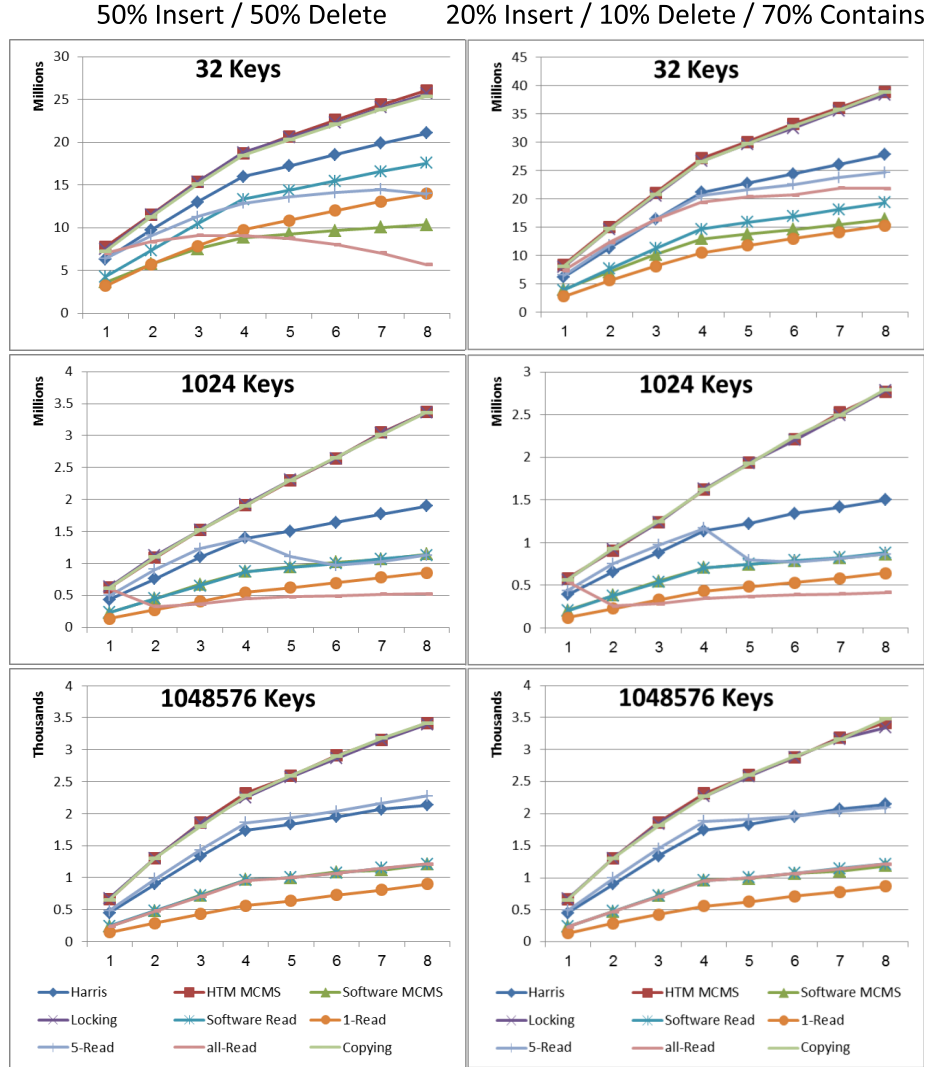 50% Insert / 50% Delete
20% Insert / 10% Delete / 70% Contains
32 Keys
Millions
30
25
20
15
10
5
0
1 2 3 4 5 6 7 8
32 Keys
Millions
45
40
35
30
25
20
15
10
5
0
1 2 3 4 5 6 7 8
1024 Keys
Millions
4
3.5
3
2.5
2
1.5
1
0.5
0
1 2 3 4 5 6 7 8
1024 Keys
Millions
3
2.5
2
1.5
1
0.5
0
1 2 3 4 5 6 7 8
1048576 Keys
Thousands
4
3.5
3
2.5
2
1.5
1
0.5
0
1 2 3 4 5 6 7 8
Harris HTM MCMS Software MCMS
Locking Software Read 1-Read
5-Read all-Read Copying
1048576 Keys
Thousands
4
3.5
3
2.5
2
1.5
1
0.5
0
1 2 3 4 5 6 7 8
Harris HTM MCMS Software MCMS
Locking Software Read 1-Read
5-Read all-Read Copying